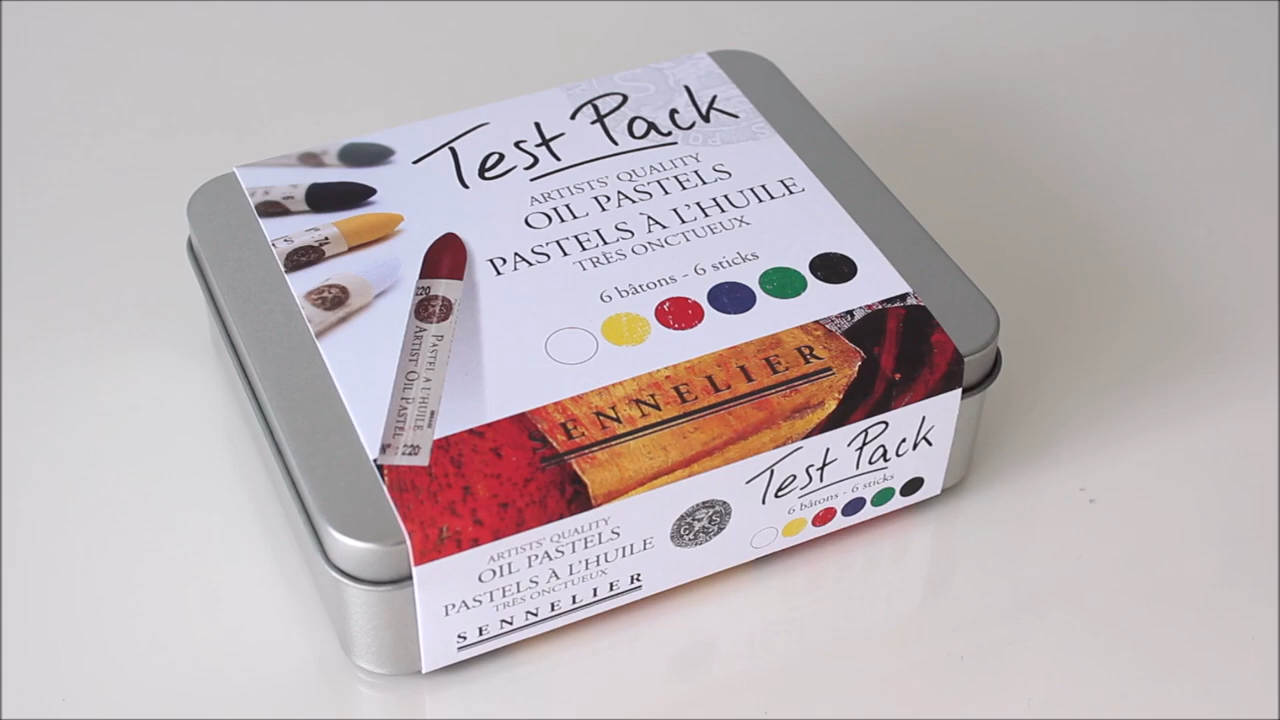 Test Pack
ARTISTS' QUALITY
OIL PASTELS
PASTELS À L'HUILE
TRÈS ONCTUEUX
6 bâtons - 6 sticks
N° 74
220
PASTEL A L'HUILE
ARTIST' OIL PASTEL
N° 220
SENNELIER
Test Pack
6 bâtons - 6 sticks
ARTISTS' QUALITY
OIL PASTELS
PASTELS À L'HUILE
TRÈS ONCTUEUX
SENNELIER